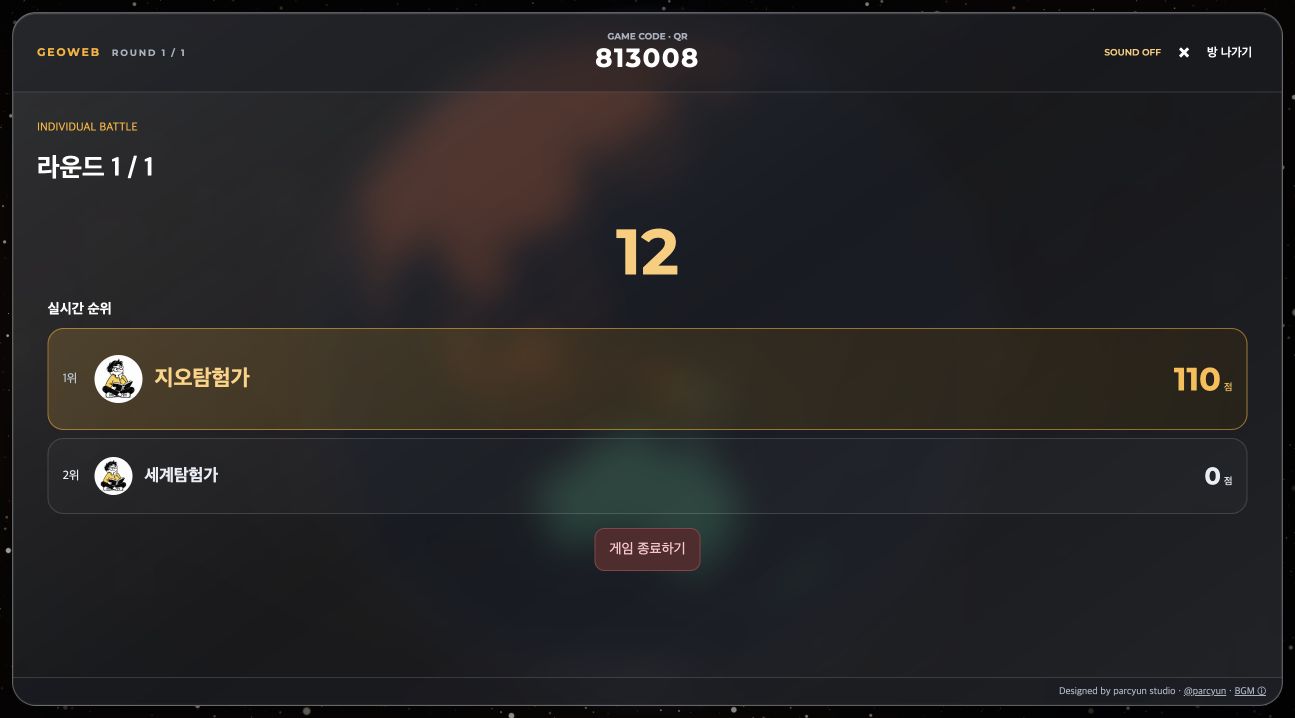 GEOWEB ROUND 1 / 1
GAME CODE · QR
813008
SOUND OFF ✕ 방 나가기
INDIVIDUAL BATTLE
라운드 1 / 1
12
실시간 순위
1위 지오탐험가 110 점
2위 세계탐험가 0 점
게임 종료하기
Designed by parcyun studio · @parcyun · BGM ⓘ